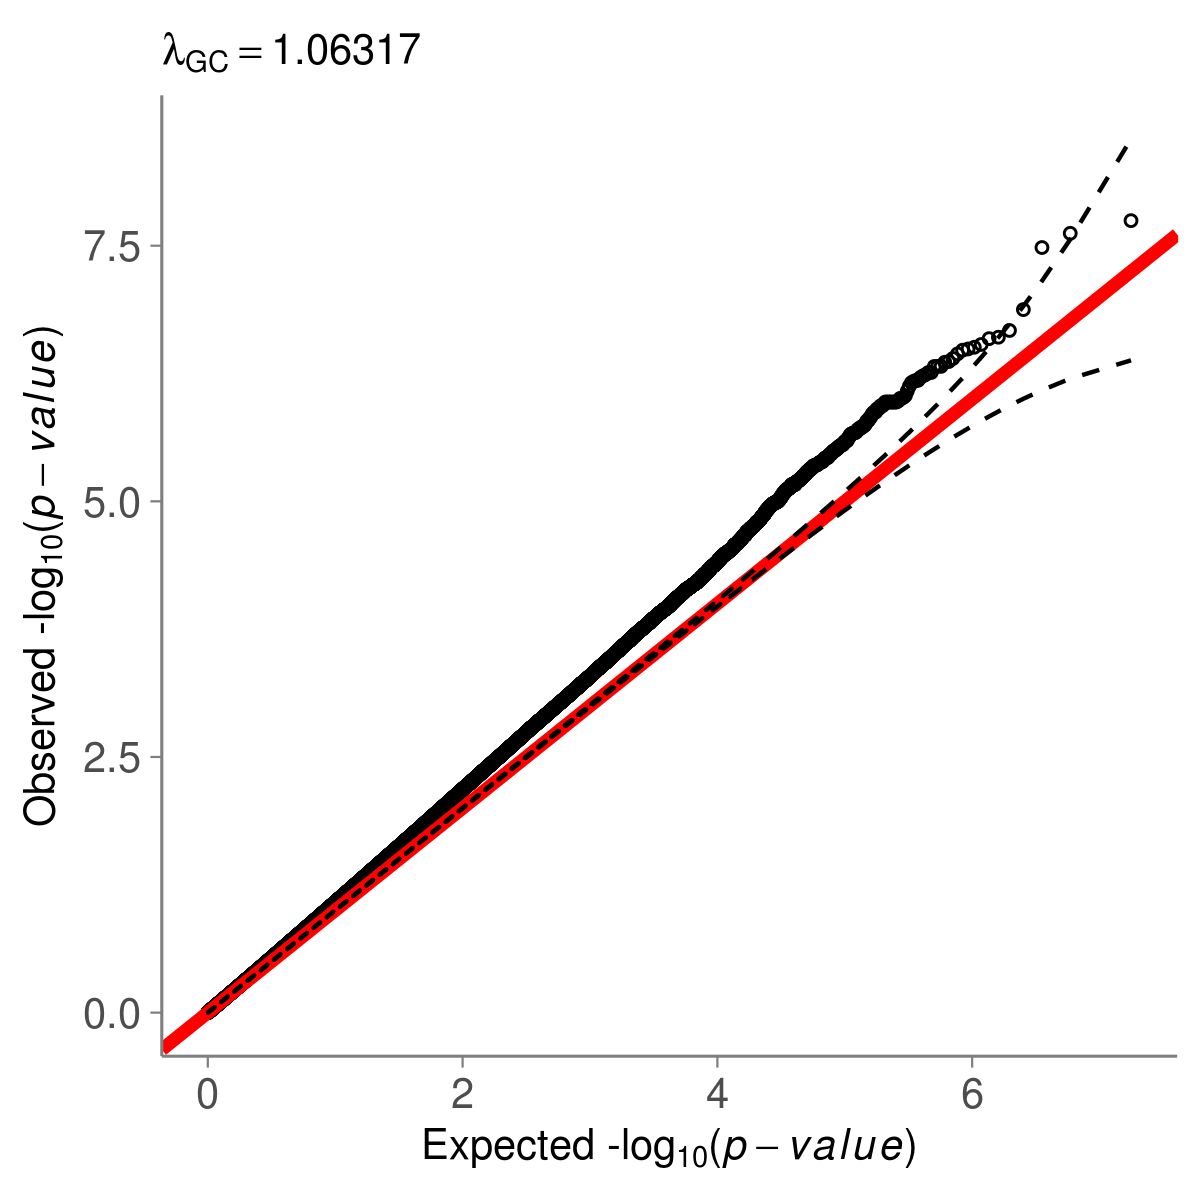 λGC = 1.06317
Observed -log10(p − value)
7.5
5.0
2.5
0.0
0 2 4 6
Expected -log10(p − value)